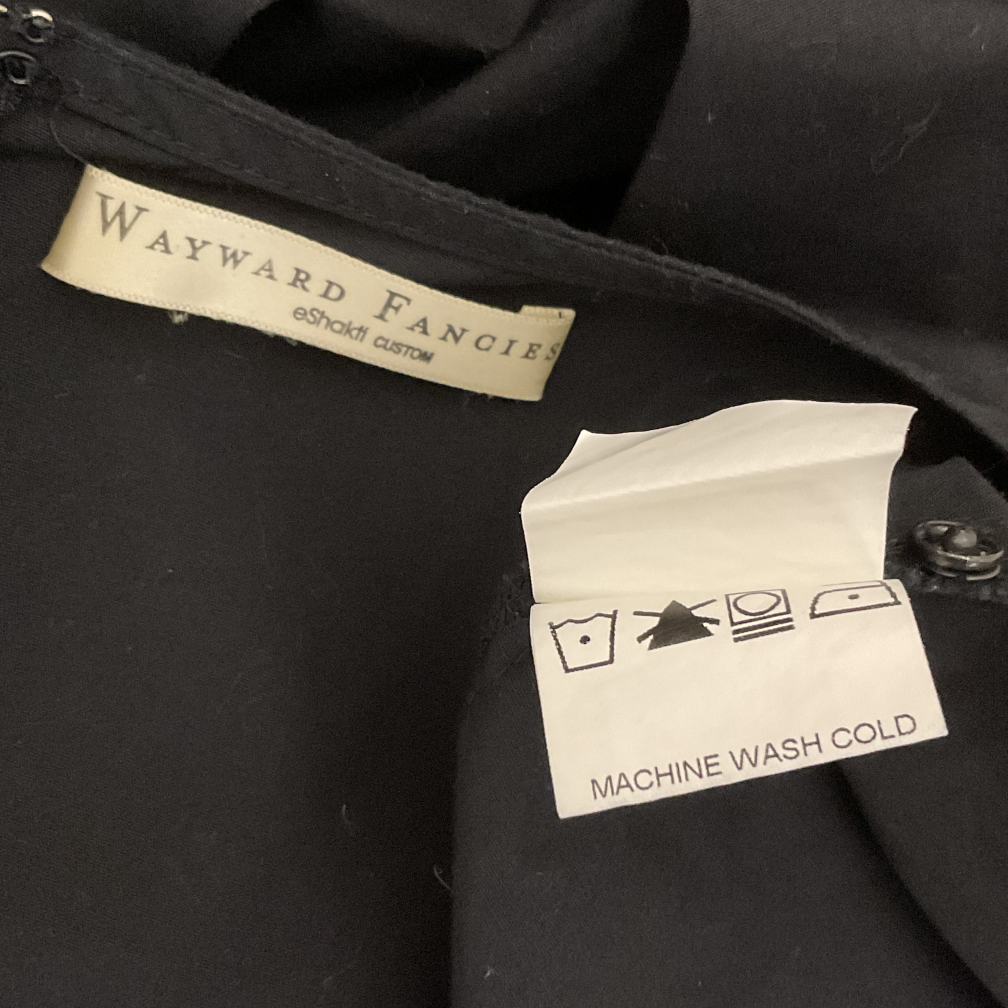 WAYWARD FANCIES
eShakti CUSTOM
MACHINE WASH COLD